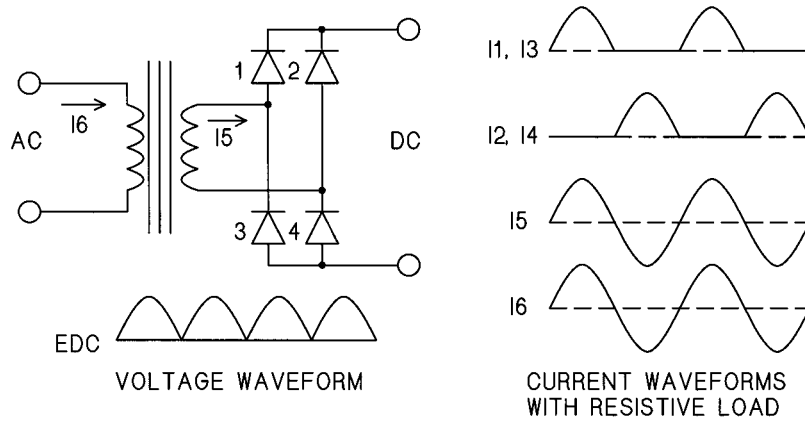 1
2
I6
I5
AC
DC
3
4
EDC
VOLTAGE WAVEFORM
I1, I3
I2, I4
I5
I6
CURRENT WAVEFORMS
WITH RESISTIVE LOAD